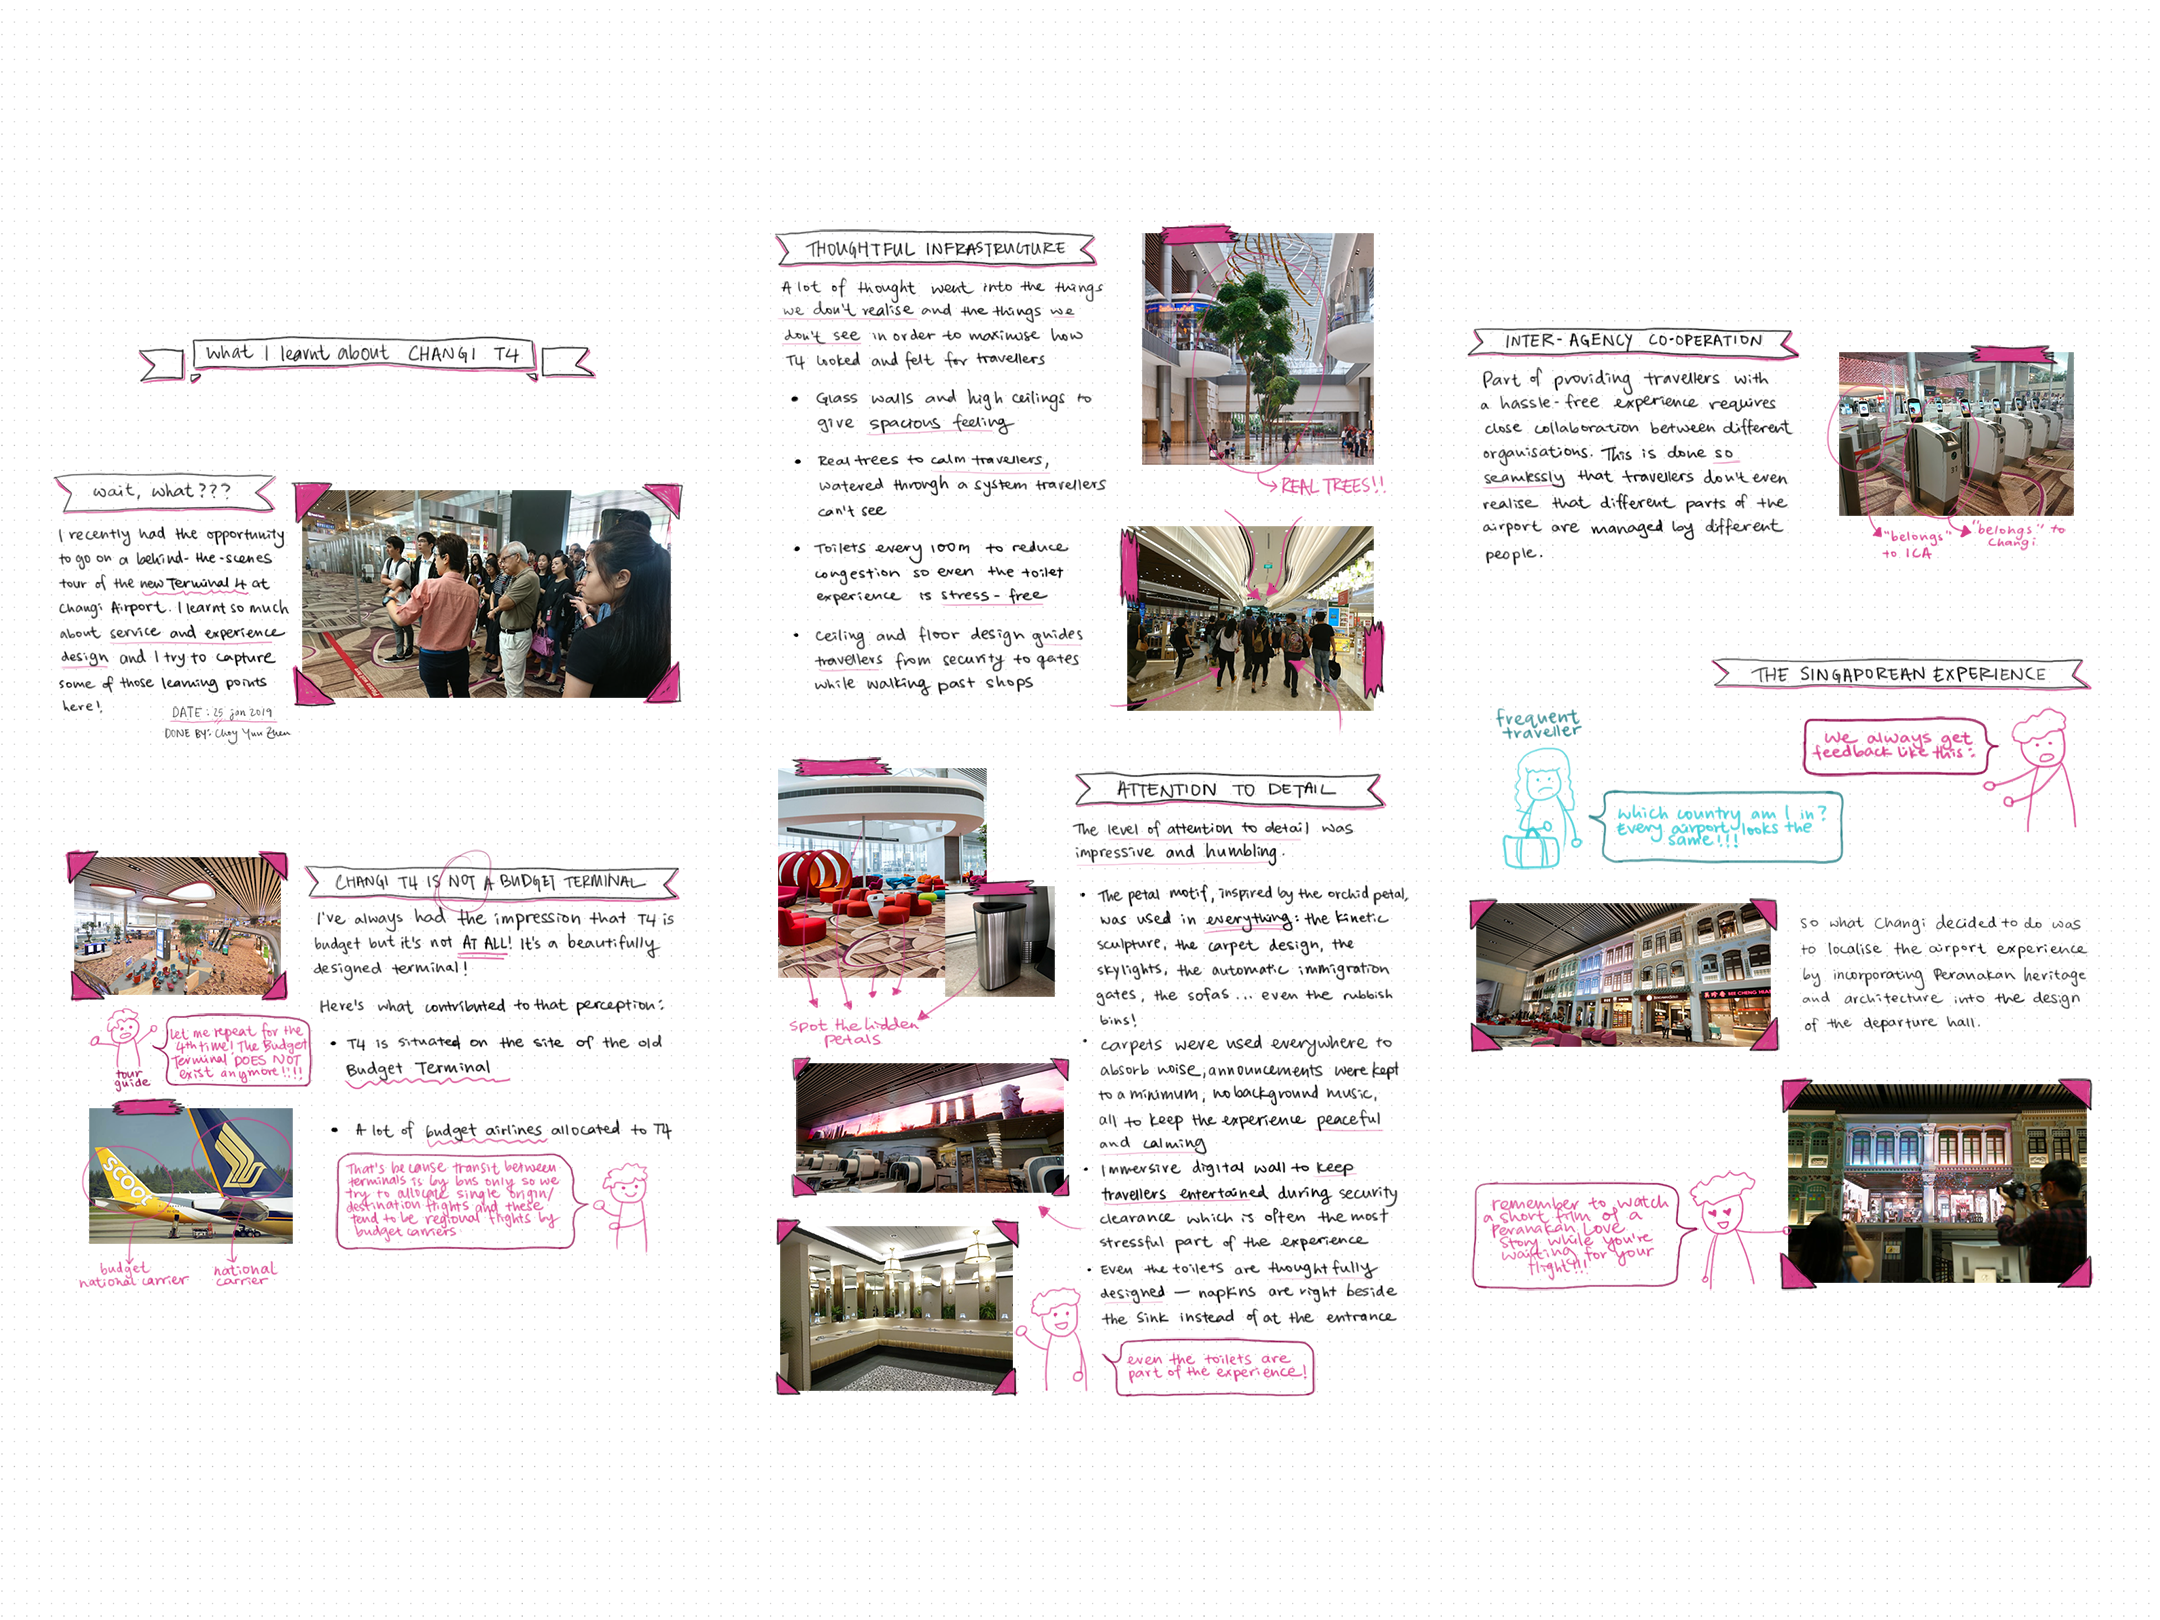 what I learnt about CHANGI T4
wait, what???
I recently had the opportunity
to go on a behind-the-scenes
tour of the new Terminal 4 at
Changi Airport. I learnt so much
about service and experience
design and I try to capture
some of those learning points
here!
DATE: 25 jan 2019
DONE BY: Choy Yun Zhen
CHANGI T4 IS NOT A BUDGET TERMINAL
I've always had the impression that T4 is
budget but it's not AT ALL! It's a beautifully
designed terminal!
Here's what contributed to that perception:
• T4 is situated on the site of the old
Budget Terminal
let me repeat for the
4th time! The Budget
Terminal DOES NOT
exist anymore!!!!
tour
guide
• A lot of budget airlines allocated to T4
That's because transit between
terminals is by bus only so we
try to allocate single origin/
destination flights and these
tend to be regional flights by
budget carriers
scoot
budget
national carrier
national
carrier
THOUGHTFUL INFRASTRUCTURE
A lot of thought went into the things
we don't realise and the things we
don't see in order to maximise how
T4 looked and felt for travellers
• Glass walls and high ceilings to
give spacious feeling
• Real trees to calm travellers,
watered through a system travellers
can't see
• Toilets every 100m to reduce
congestion so even the toilet
experience is stress-free
• Ceiling and floor design guides
travellers from security to gates
while walking past shops
REAL TREES!!
ATTENTION TO DETAIL
The level of attention to detail was
impressive and humbling.
• The petal motif, inspired by the orchid petal,
was used in everything: the kinetic
sculpture, the carpet design, the
skylights, the automatic immigration
gates, the sofas... even the rubbish
bins!
• carpets were used everywhere to
absorb noise, announcements were kept
to a minimum, no background music,
all to keep the experience peaceful
and calming
• Immersive digital wall to keep
travellers entertained during security
clearance which is often the most
stressful part of the experience
• Even the toilets are thoughtfully
designed — napkins are right beside
the sink instead of at the entrance
spot the hidden
petals
even the toilets are
part of the experience!
INTER-AGENCY CO-OPERATION
Part of providing travellers with
a hassle-free experience requires
close collaboration between different
organisations. This is done so
seamlessly that travellers don't even
realise that different parts of the
airport are managed by different
people.
"belongs"
to ICA
"belongs" to
Changi
THE SINGAPOREAN EXPERIENCE
frequent
traveller
we always get
feedback like this:
which country am I in?
Every airport looks the
same!!!
so what Changi decided to do was
to localise the airport experience
by incorporating Peranakan heritage
and architecture into the design
of the departure hall.
remember to watch
a short film of a
Peranakan Love
Story while you're
waiting for your
flight!!!